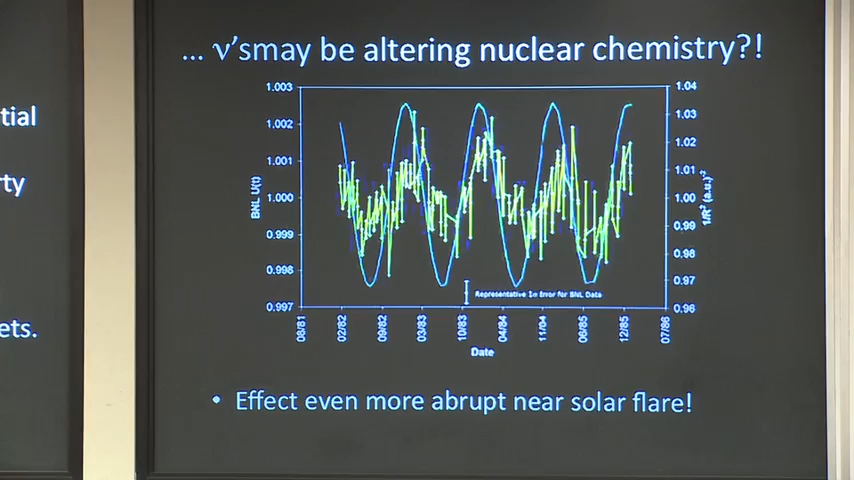 tial
rty
ets.
... ν'smay be altering nuclear chemistry?!
1.003
1.002
1.001
1.000
0.999
0.998
0.997
BNL U(t)
1.04
1.03
1.02
1.01
1.00
0.99
0.98
0.97
0.96
1/R² (a.u.)⁻²
Representative 1σ Error for BNL Data
08/81 02/82 09/82 03/83 10/83 04/84 11/04 06/85 12/85 07/86
Date
• Effect even more abrupt near solar flare!